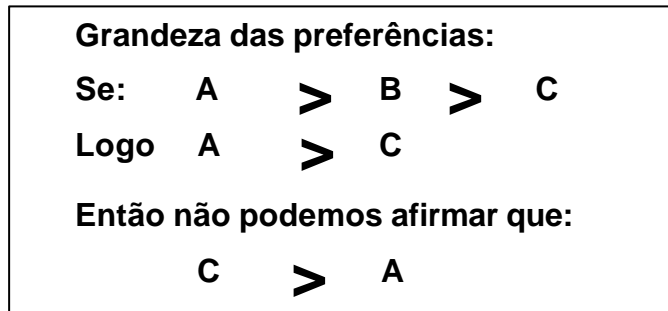 Grandeza das preferências:
Se: A > B > C
Logo A > C
Então não podemos afirmar que:
C > A